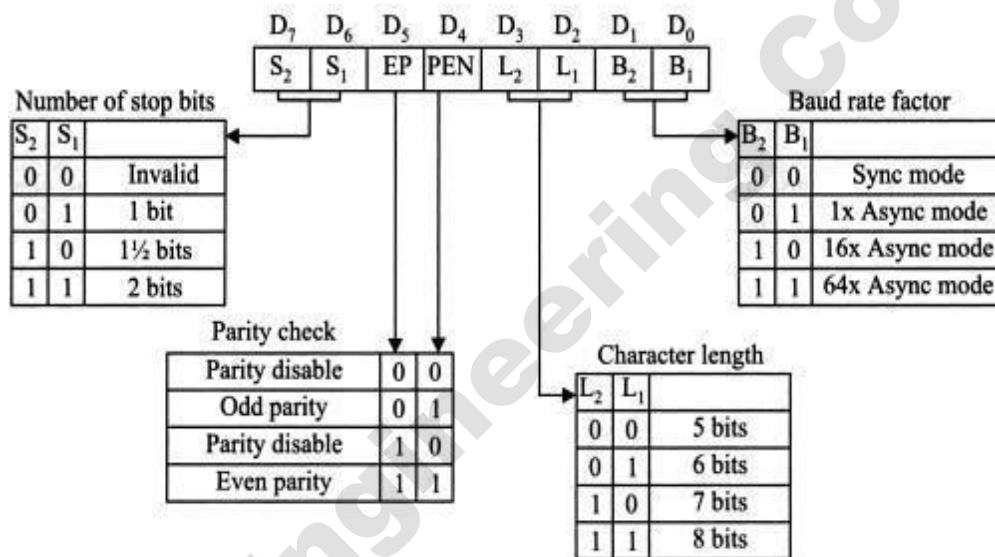 D₇ D₆ D₅ D₄ D₃ D₂ D₁ D₀
S₂ S₁ EP PEN L₂ L₁ B₂ B₁
Number of stop bits
S₂ S₁
0 0 Invalid
0 1 1 bit
1 0 1½ bits
1 1 2 bits
Baud rate factor
B₂ B₁
0 0 Sync mode
0 1 1x Async mode
1 0 16x Async mode
1 1 64x Async mode
Parity check
Parity disable 0 0
Odd parity 0 1
Parity disable 1 0
Even parity 1 1
Character length
L₂ L₁
0 0 5 bits
0 1 6 bits
1 0 7 bits
1 1 8 bits